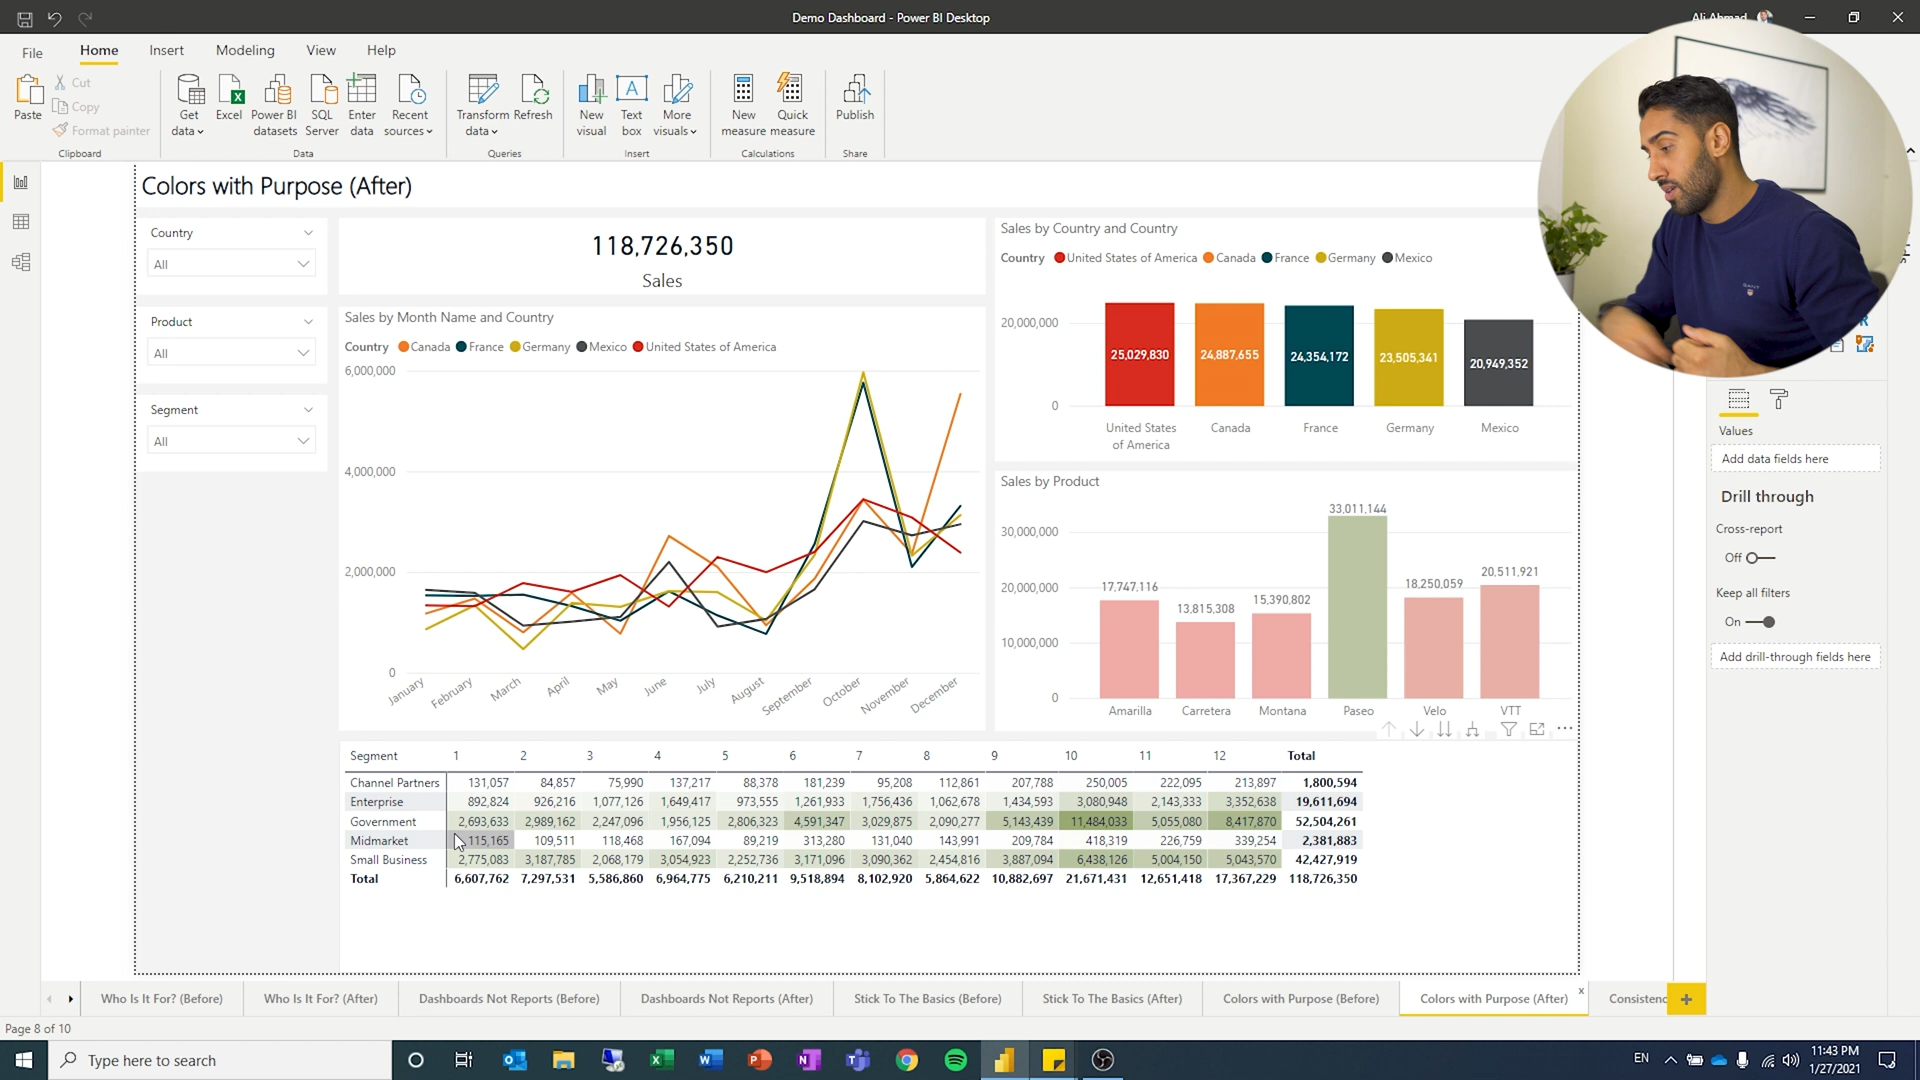 Demo Dashboard - Power BI Desktop
Ali Ahmad
File Home Insert Modeling View Help
Paste
Cut
Copy
Format painter
Clipboard
Get data
Excel
Power BI datasets
SQL Server
Enter data
Recent sources
Data
Transform data
Refresh
Queries
New visual
Text box
More visuals
Insert
New measure
Quick measure
Calculations
Publish
Share
Colors with Purpose (After)
Country
All
Product
All
Segment
All
118,726,350
Sales
Sales by Month Name and Country
Country Canada France Germany Mexico United States of America
6,000,000
4,000,000
2,000,000
0
January February March April May June July August September October November December
Sales by Country and Country
Country United States of America Canada France Germany Mexico
20,000,000
0
25,029,830 24,887,655 24,354,172 23,505,341 20,949,352
United States of America Canada France Germany Mexico
Sales by Product
30,000,000
20,000,000
10,000,000
0
17,747,116 13,815,308 15,390,802 33,011,144 18,250,059 20,511,921
Amarilla Carretera Montana Paseo Velo VTT
Segment 1 2 3 4 5 6 7 8 9 10 11 12 Total
Channel Partners 131,057 84,857 75,990 137,217 88,378 181,239 95,208 112,861 207,788 250,005 222,095 213,897 1,800,594
Enterprise 892,824 926,216 1,077,126 1,649,417 973,555 1,261,933 1,756,436 1,062,678 1,434,593 3,080,948 2,143,333 3,352,638 19,611,694
Government 2,693,633 2,989,162 2,247,096 1,956,125 2,806,323 4,591,347 3,029,875 2,090,277 5,143,439 11,484,033 5,055,080 8,417,870 52,504,261
Midmarket 115,165 109,511 118,468 167,094 89,219 313,280 131,040 143,991 209,784 418,319 226,759 339,254 2,381,883
Small Business 2,775,083 3,187,785 2,068,179 3,054,923 2,252,736 3,171,096 3,090,362 2,454,816 3,887,094 6,438,126 5,004,150 5,043,570 42,427,919
Total 6,607,762 7,297,531 5,586,860 6,964,775 6,210,211 9,518,894 8,102,920 5,864,622 10,882,697 21,671,431 12,651,418 17,367,229 118,726,350
GANT
Values
Add data fields here
Drill through
Cross-report
Off
Keep all filters
On
Add drill-through fields here
Who Is It For? (Before) Who Is It For? (After) Dashboards Not Reports (Before) Dashboards Not Reports (After) Stick To The Basics (Before) Stick To The Basics (After) Colors with Purpose (Before) Colors with Purpose (After) x Consistenc +
Page 8 of 10
Type here to search
EN
11:43 PM
1/27/2021